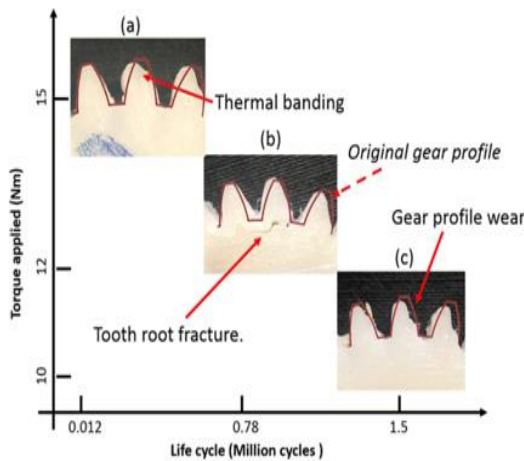 (a)
15
Thermal banding
(b)
Original gear profile
Gear profile wear
(c)
12
Tooth root fracture.
10
Torque applied (Nm)
0.012
0.78
1.5
Life cycle (Million cycles )